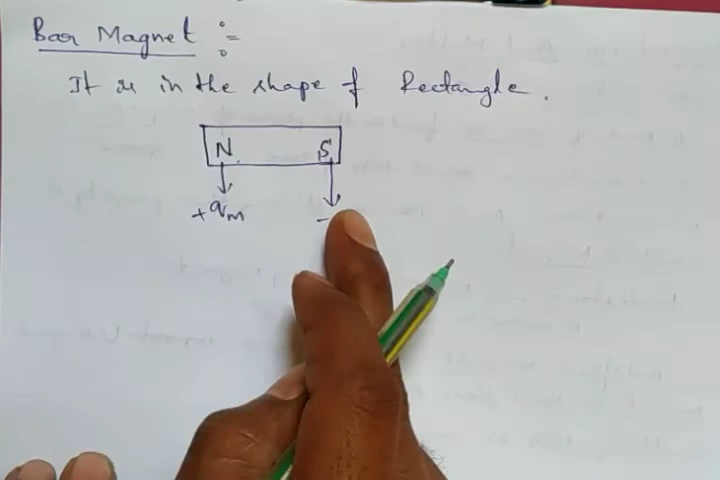 Bar Magnet :=
It is in the shape of Rectangle.
N S
+qm -